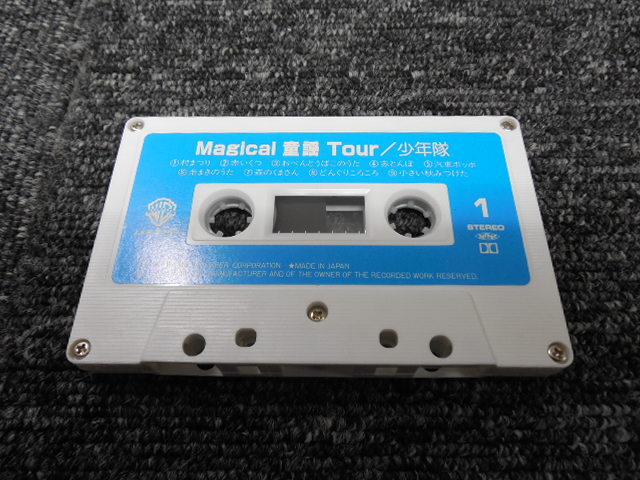 Magical 童謡 Tour/少年隊
①村まつり ②赤いくつ ③おべんとうばこのうた ④赤とんぼ ⑤汽車ポッポ
⑥糸まきのうた ⑦森のくまさん ⑧どんぐりころころ ⑨小さい秋みつけた
1
STEREO
CORPORATION ★MADE IN JAPAN
MANUFACTURER AND OF THE OWNER OF THE RECORDED WORK RESERVED.